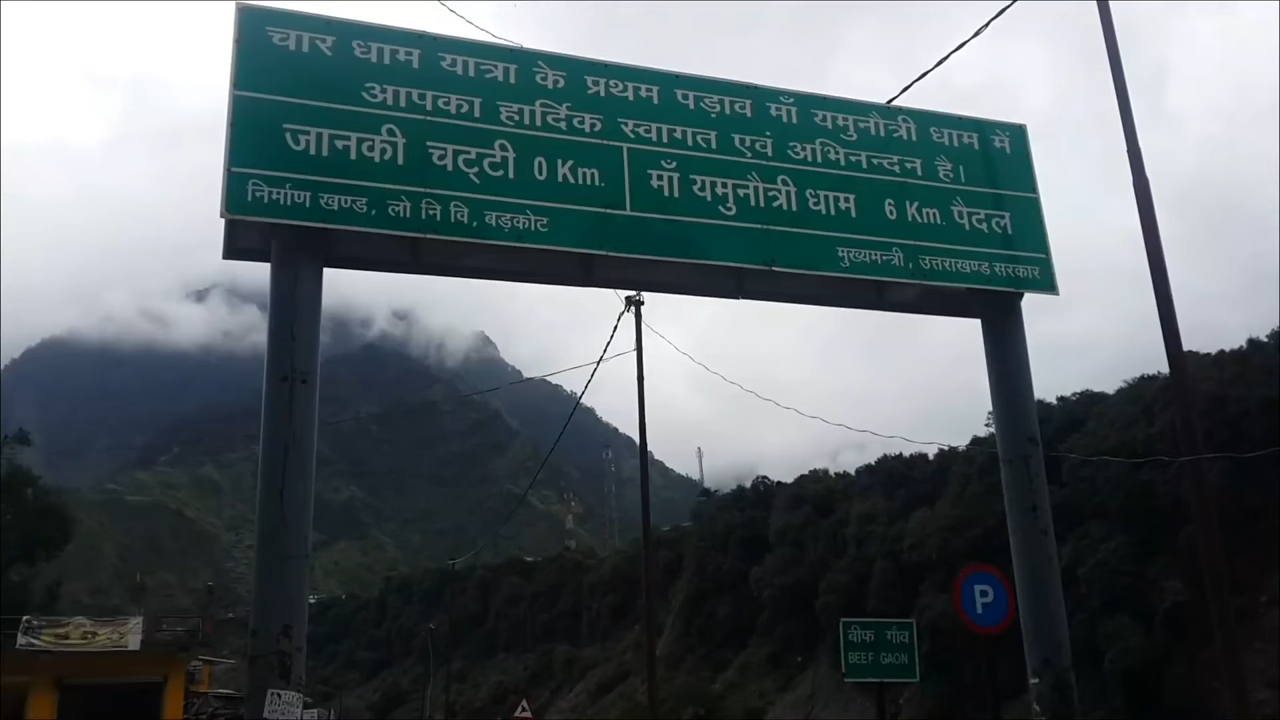 चार धाम यात्रा के प्रथम पड़ाव माँ यमुनौत्री धाम में
आपका हार्दिक स्वागत एवं अभिनन्दन है।
जानकी चट्टी 0 Km.
माँ यमुनौत्री धाम 6 Km. पैदल
निर्माण खण्ड, लो नि वि, बड़कोट
मुख्यमन्त्री, उत्तराखण्ड सरकार
P
बीफ गाँव
BEEF GAON